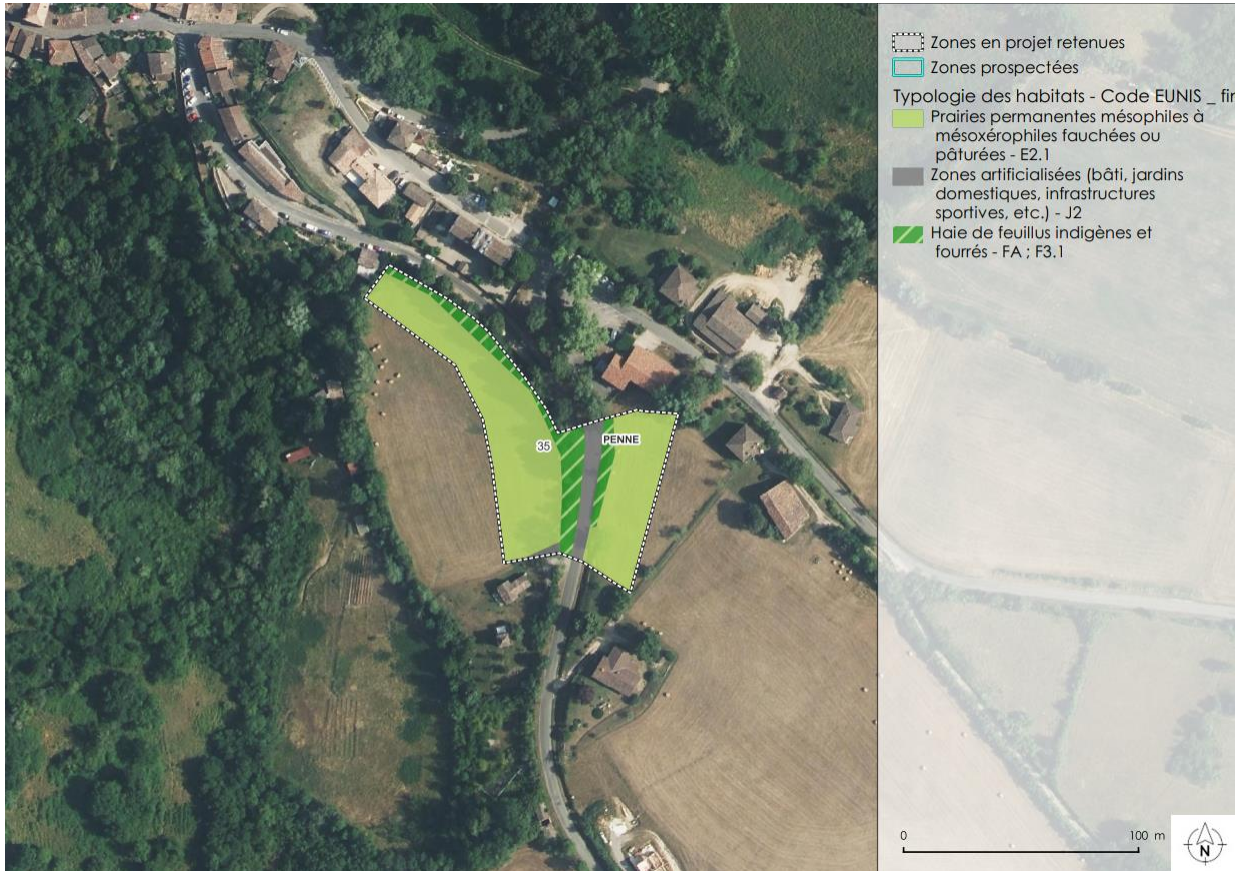 Zones en projet retenues
Zones prospectées
Typologie des habitats - Code EUNIS _ fin
Prairies permanentes mésophiles à
mésoxérophiles fauchées ou
pâturées - E2.1
Zones artificialisées (bâti, jardins
domestiques, infrastructures
sportives, etc.) - J2
Haie de feuillus indigènes et
fourrés - FA ; F3.1
35
PENNE
0
100 m
N